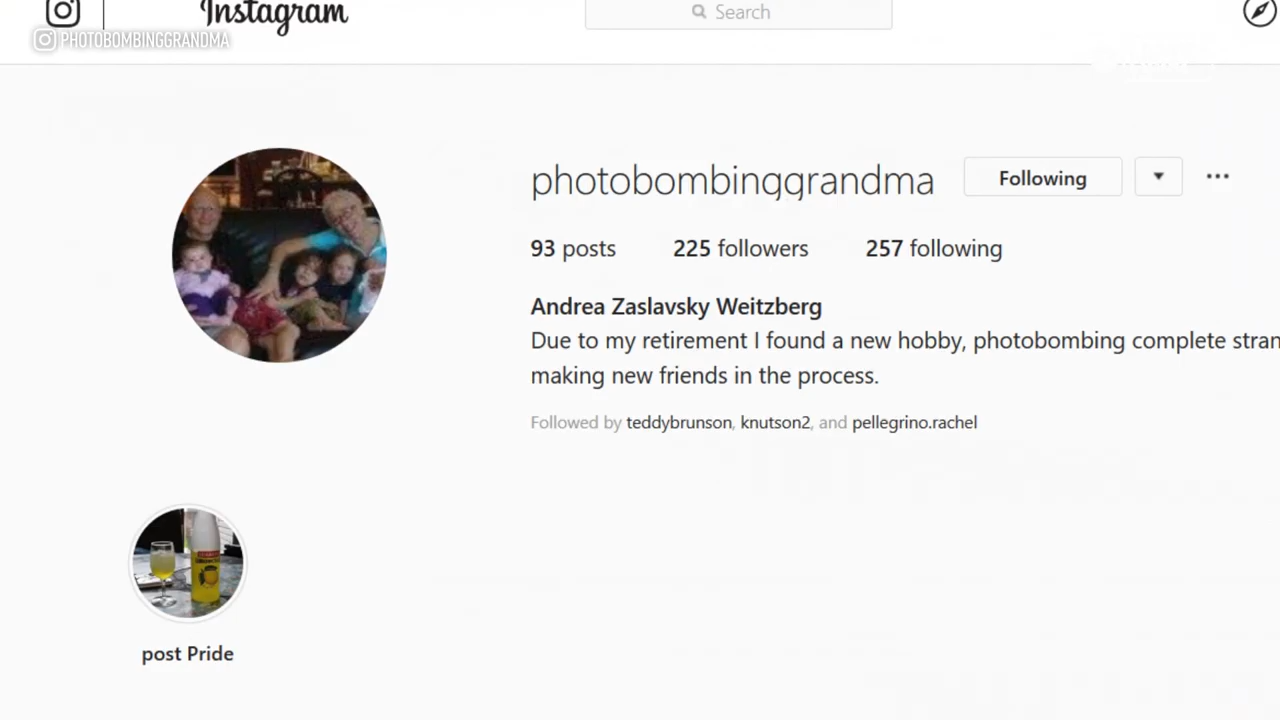 Instagram
Search
PHOTOBOMBINGGRANDMA
photobombinggrandma Following
93 posts 225 followers 257 following
Andrea Zaslavsky Weitzberg
Due to my retirement I found a new hobby, photobombing complete stran
making new friends in the process.
Followed by teddybrunson, knutson2, and pellegrino.rachel
post Pride